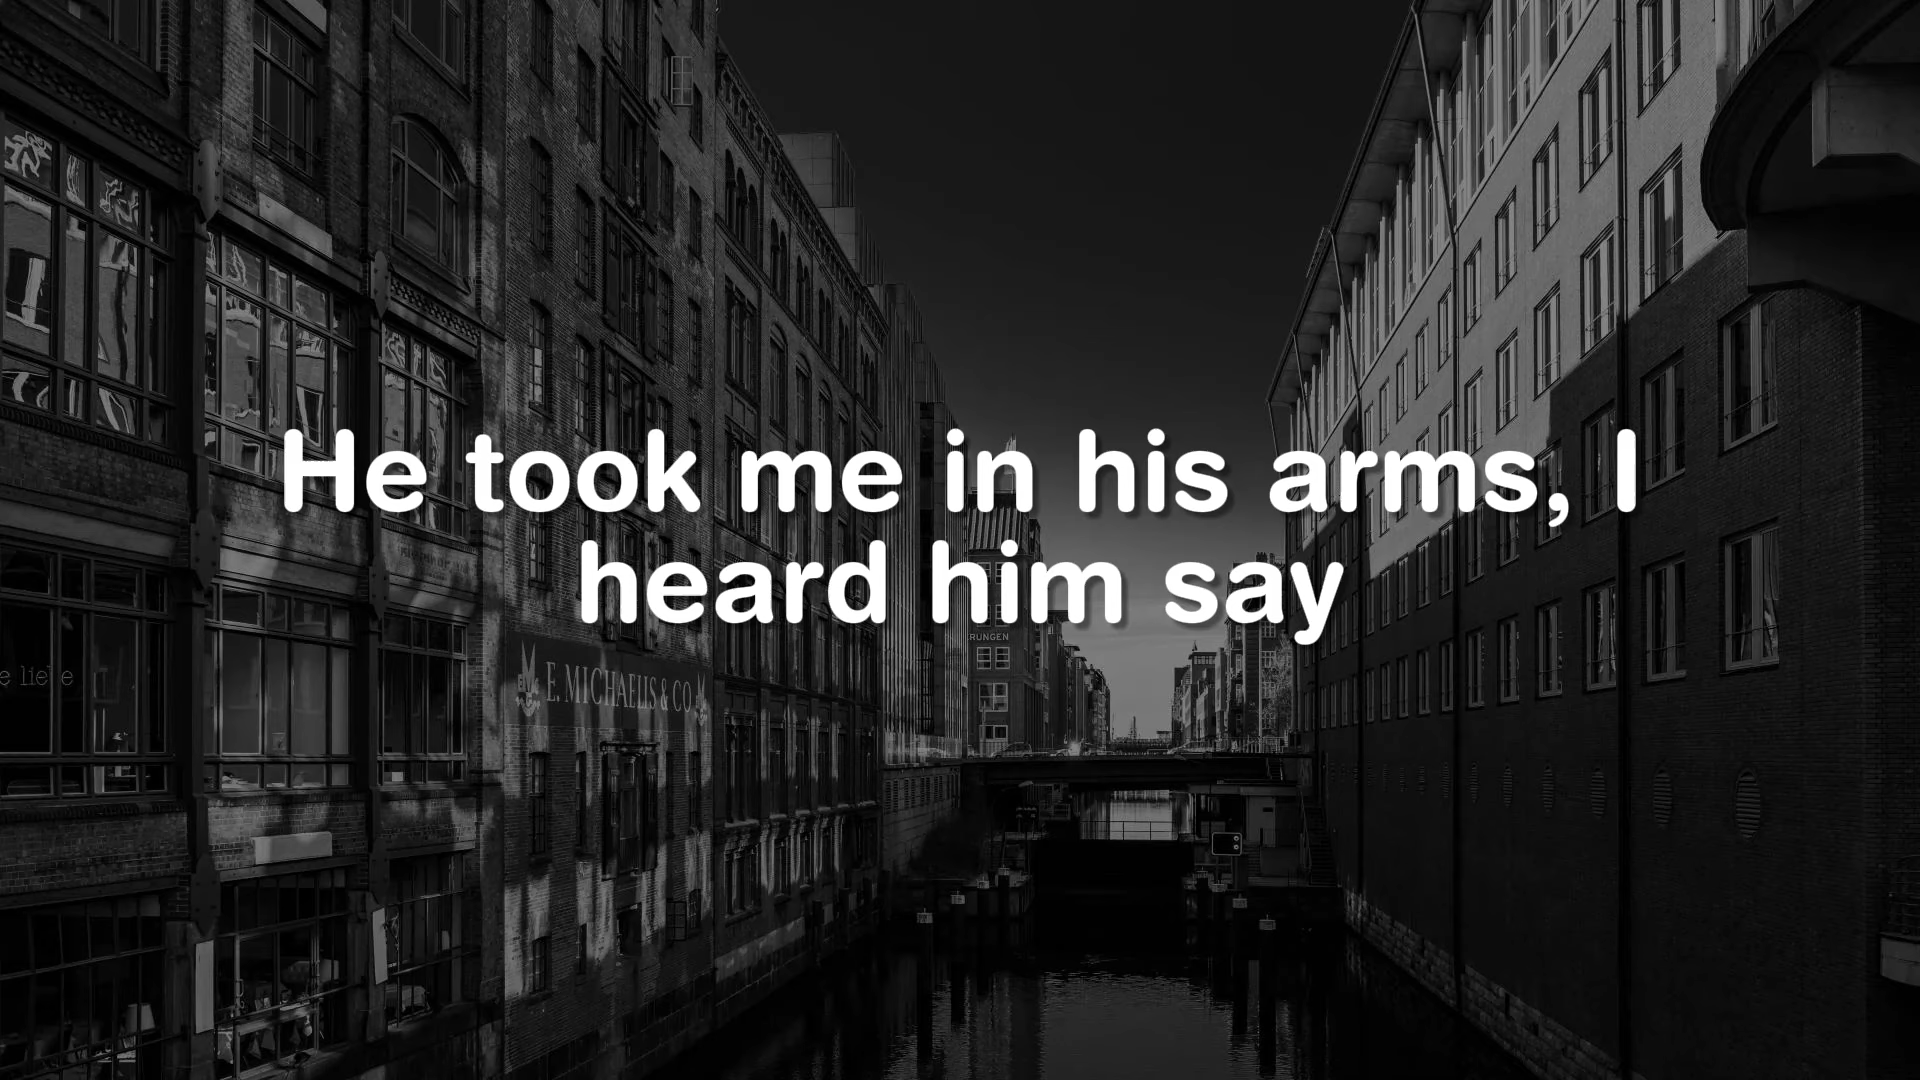 He took me in his arms, I
heard him say
RUNGEN
E. MICHAELIS & CO